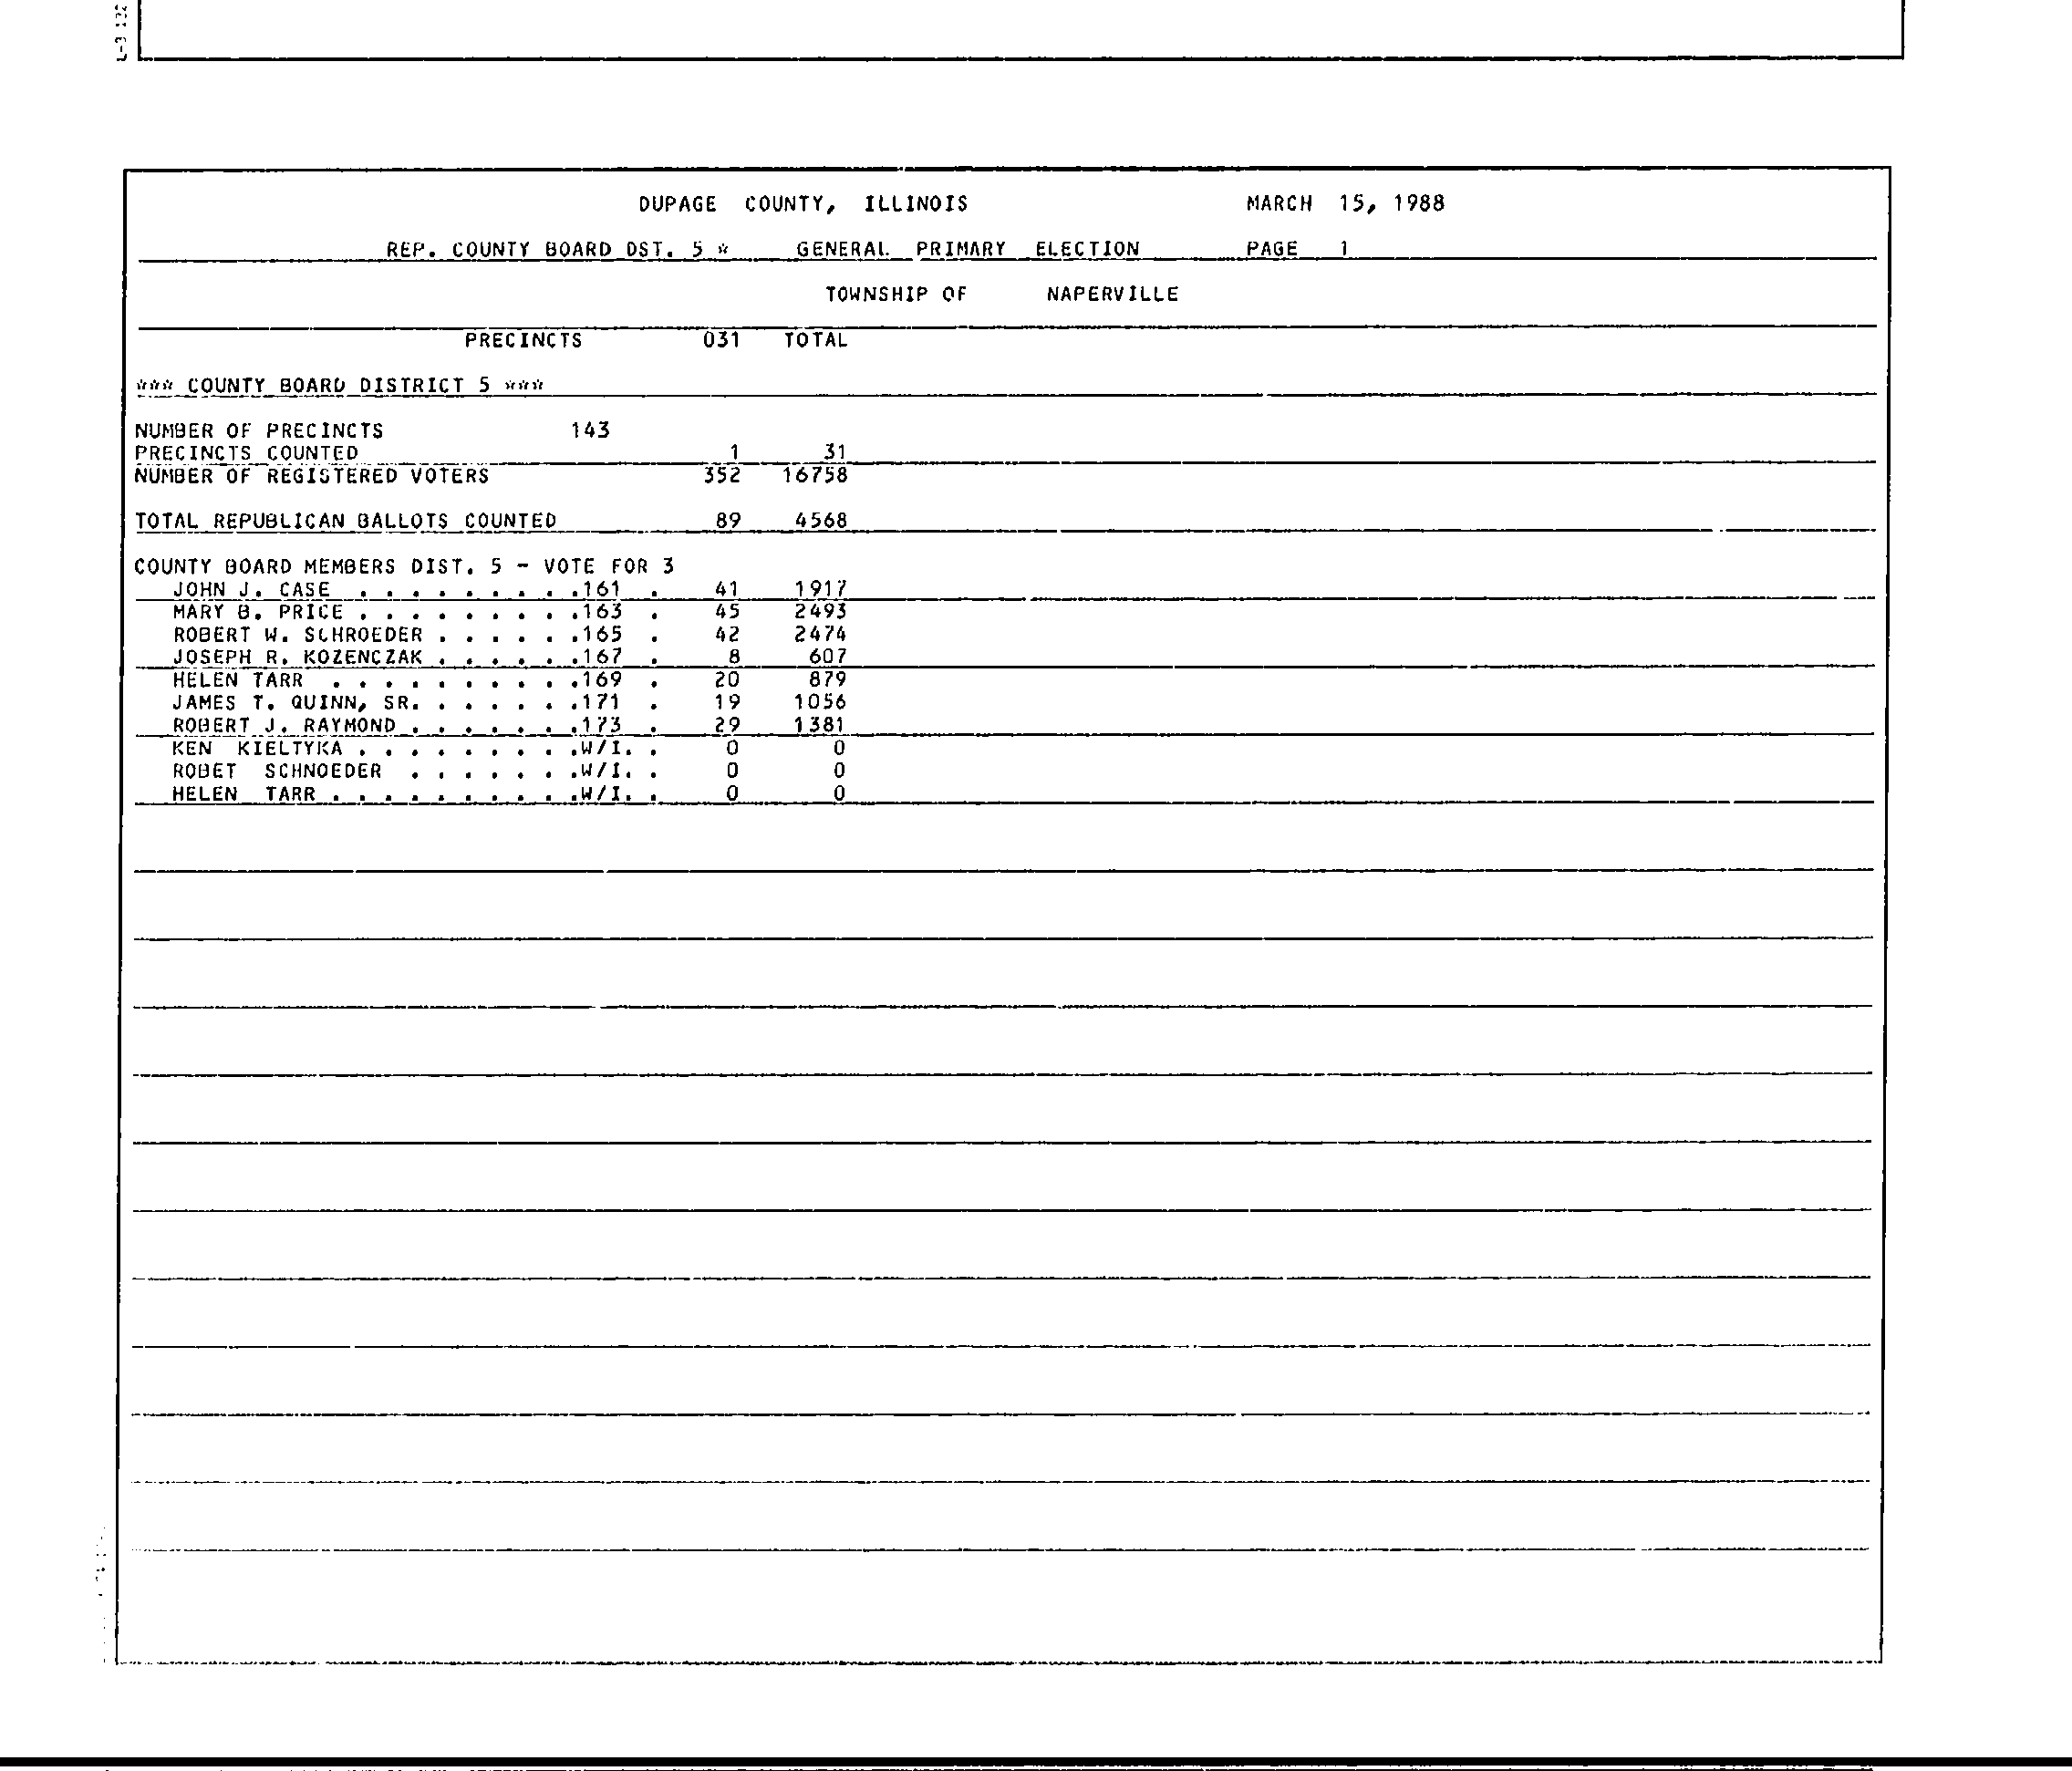 DUPAGE COUNTY, ILLINOIS MARCH 15, 1988
REP. COUNTY BOARD DST. 5 * GENERAL PRIMARY ELECTION PAGE 1
TOWNSHIP OF NAPERVILLE
PRECINCTS 031 TOTAL
*** COUNTY BOARD DISTRICT 5 ***
NUMBER OF PRECINCTS 143
PRECINCTS COUNTED 1 31
NUMBER OF REGISTERED VOTERS 352 16758
TOTAL REPUBLICAN BALLOTS COUNTED 89 4568
COUNTY BOARD MEMBERS DIST. 5 - VOTE FOR 3
JOHN J. CASE . . . . . . . . .161 . 41 1917
MARY B. PRICE . . . . . . . . .163 . 45 2493
ROBERT W. SCHROEDER . . . . . .165 . 42 2474
JOSEPH R. KOZENCZAK . . . . . .167 . 8 607
HELEN TARR . . . . . . . . . .169 . 20 879
JAMES T. QUINN, SR. . . . . . .171 . 19 1056
ROBERT J. RAYMOND . . . . . . .173 . 29 1381
KEN KIELTYKA . . . . . . . . .W/I. . 0 0
ROBET SCHNOEDER . . . . . . .W/I. . 0 0
HELEN TARR . . . . . . . . . .W/I. . 0 0